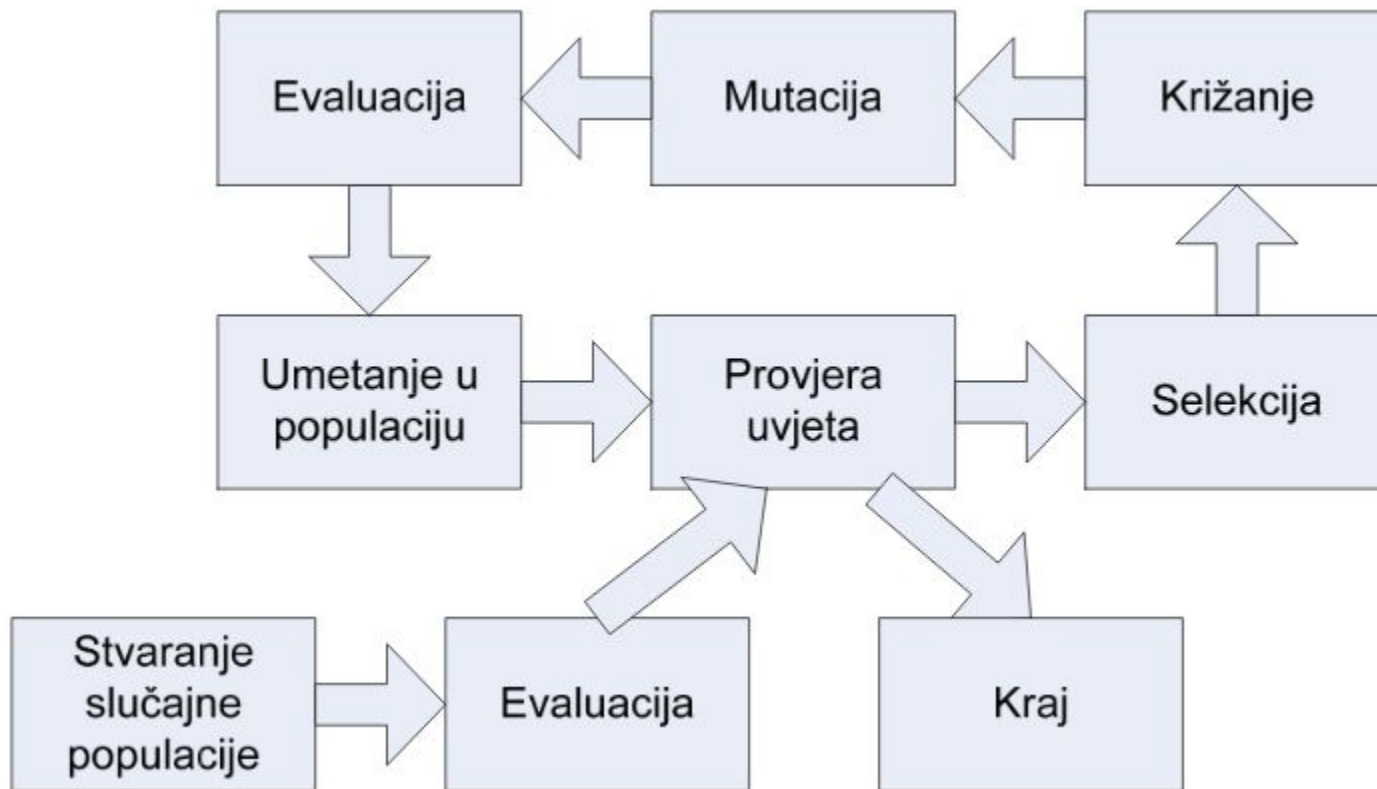 Evaluacija
Mutacija
Križanje
Umetanje u
populaciju
Provjera
uvjeta
Selekcija
Stvaranje
slučajne
populacije
Evaluacija
Kraj